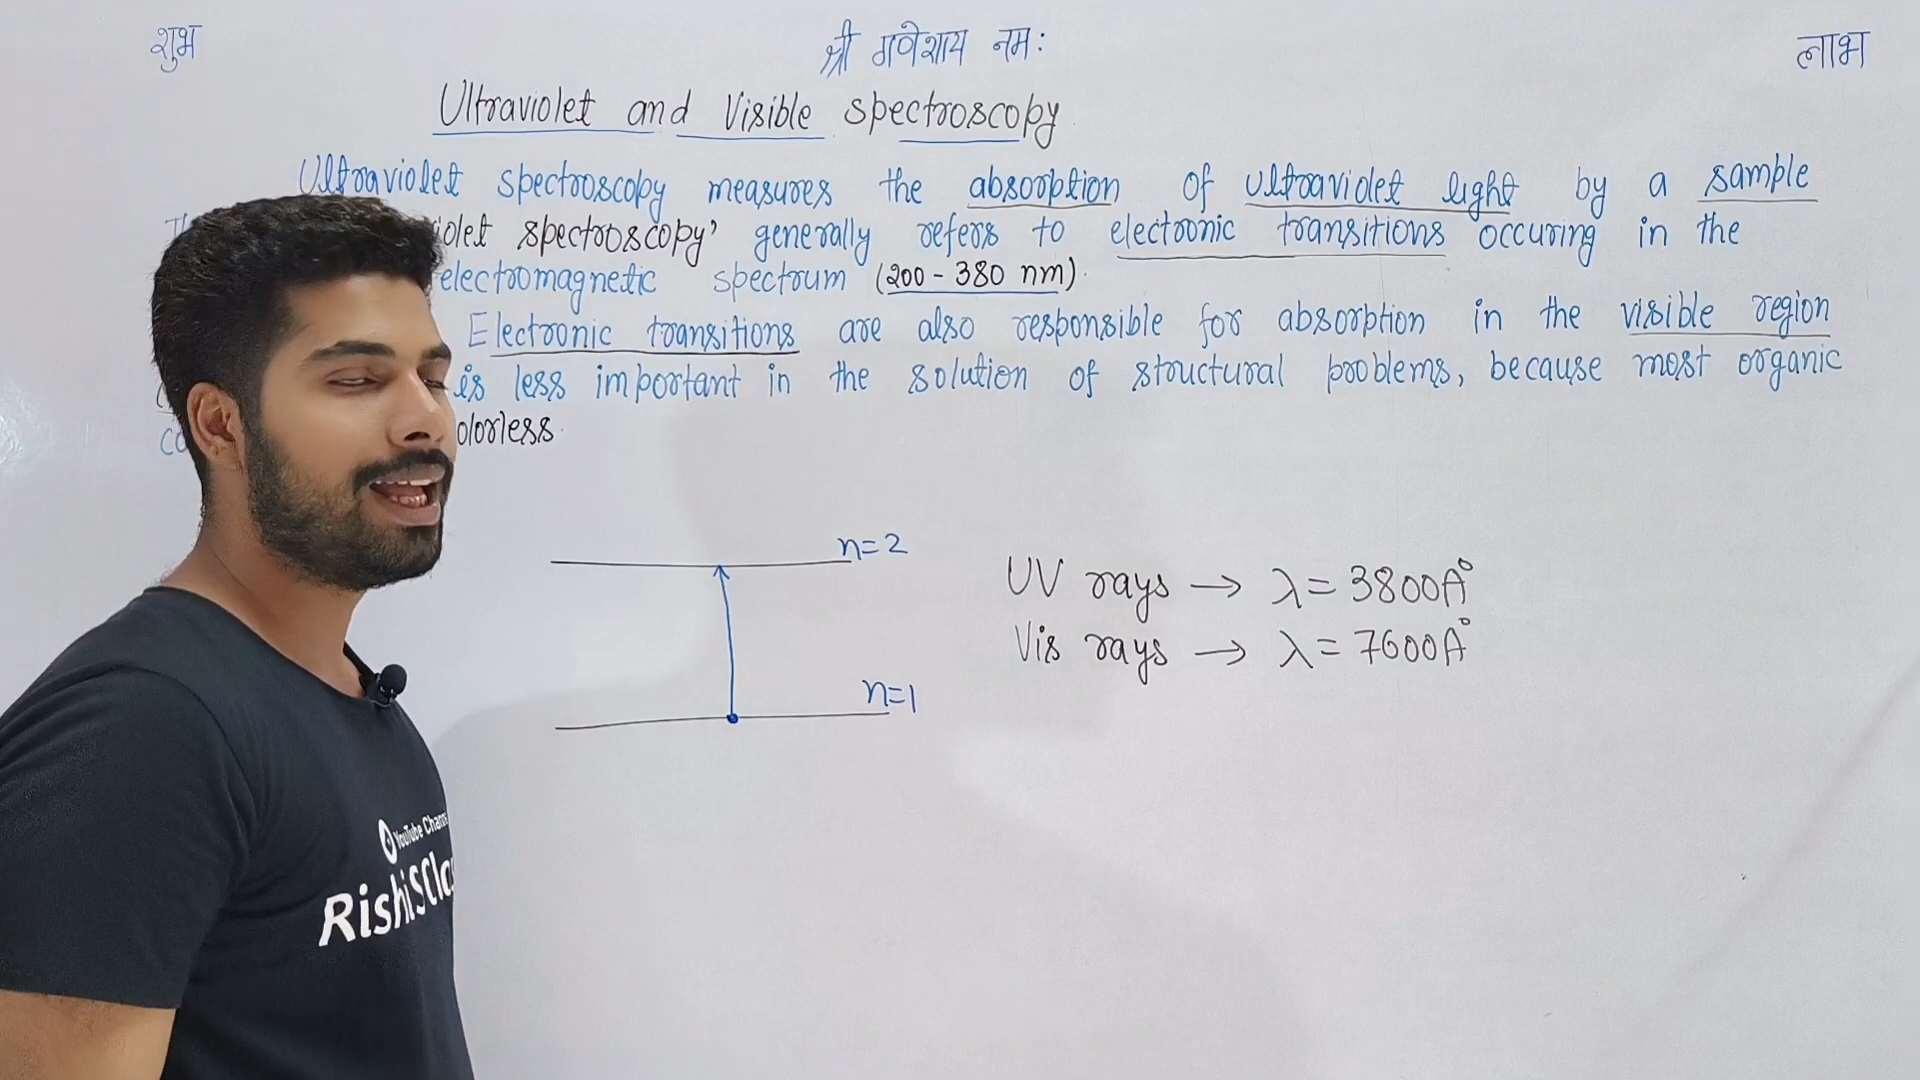 शुभ
श्री गणेशाय नमः
लाभ
Ultraviolet and Visible spectroscopy
Ultraviolet spectroscopy measures the absorption of ultraviolet light by a sample
spectroscopy' generally refers to electronic transitions occuring in the
electromagnetic spectrum (200-380 nm).
Electronic transitions are also responsible for absorption in the visible region
is less important in the solution of structural problems, because most organic
olorless.
n=2
n=1
UV rays → λ = 3800A°
Vis rays → λ = 7600A°
YouTube